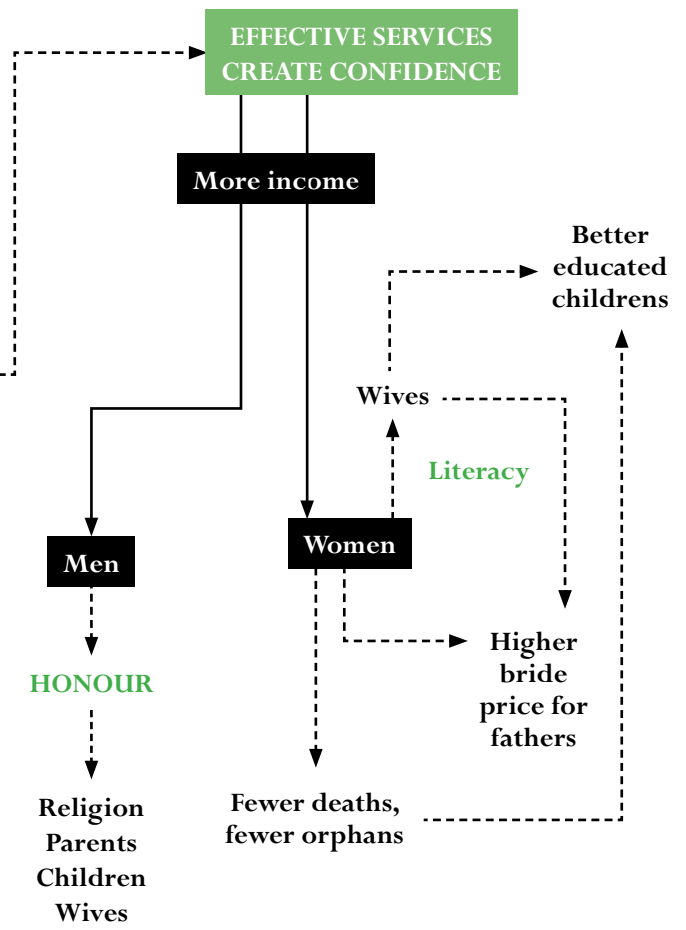 EFFECTIVE SERVICES
CREATE CONFIDENCE
More income
Better
educated
childrens
Wives
Literacy
Women
Men
Higher
bride
price for
fathers
HONOUR
Fewer deaths,
fewer orphans
Religion
Parents
Children
Wives